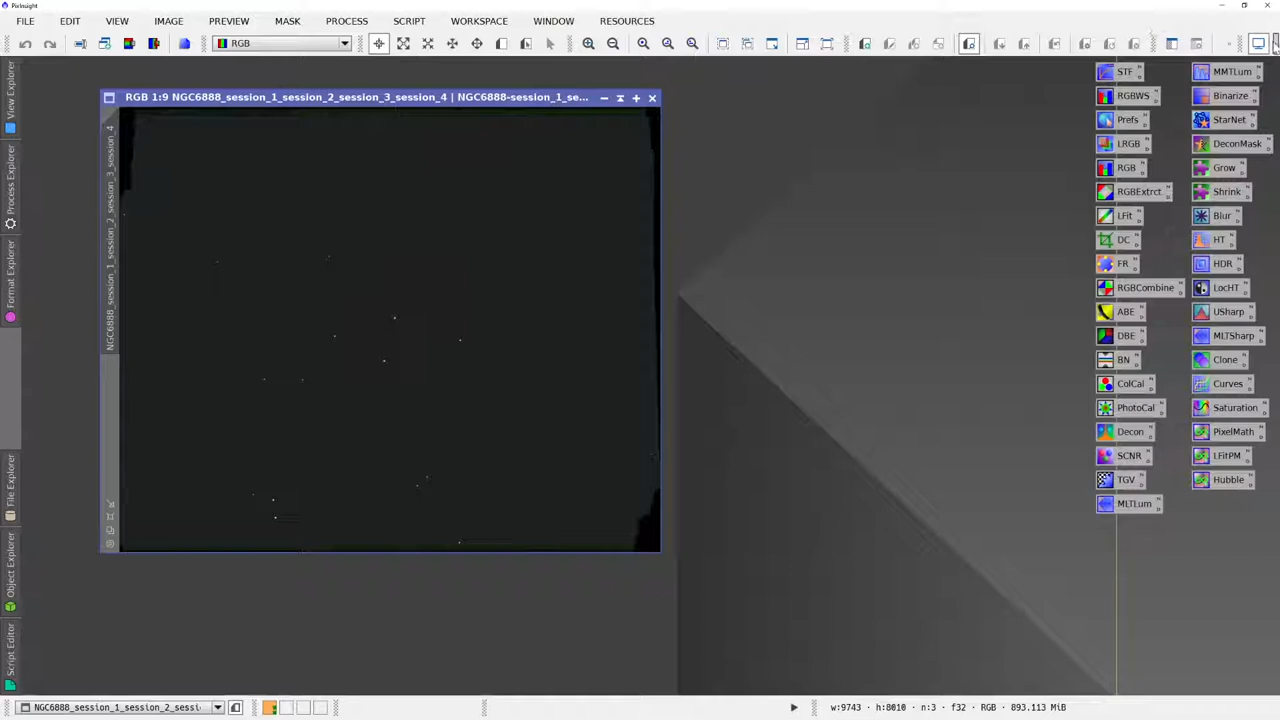 PixInsight
FILE EDIT VIEW IMAGE PREVIEW MASK PROCESS SCRIPT WORKSPACE WINDOW RESOURCES
RGB
View Explorer
Process Explorer
Format Explorer
File Explorer
Object Explorer
Script Editor
RGB 1:9 NGC6888_session_1_session_2_session_3_session_4 | NGC6888-session_1_se...
NGC6888_session_1_session_2_session_3_session_4
STF MMTLum
RGBWS Binarize
Prefs StarNet
LRGB DeconMask
RGB Grow
RGBExtrct Shrink
LFit Blur
DC HT
FR HDR
RGBCombine LocHT
ABE USharp
DBE MLTSharp
BN Clone
ColCal Curves
PhotoCal Saturation
Decon PixelMath
SCNR LFitPM
TGV Hubble
MLTLum
NGC6888_session_1_session_2_sessi
w:9743 · h:8010 · n:3 · f32 · RGB · 893.113 MiB